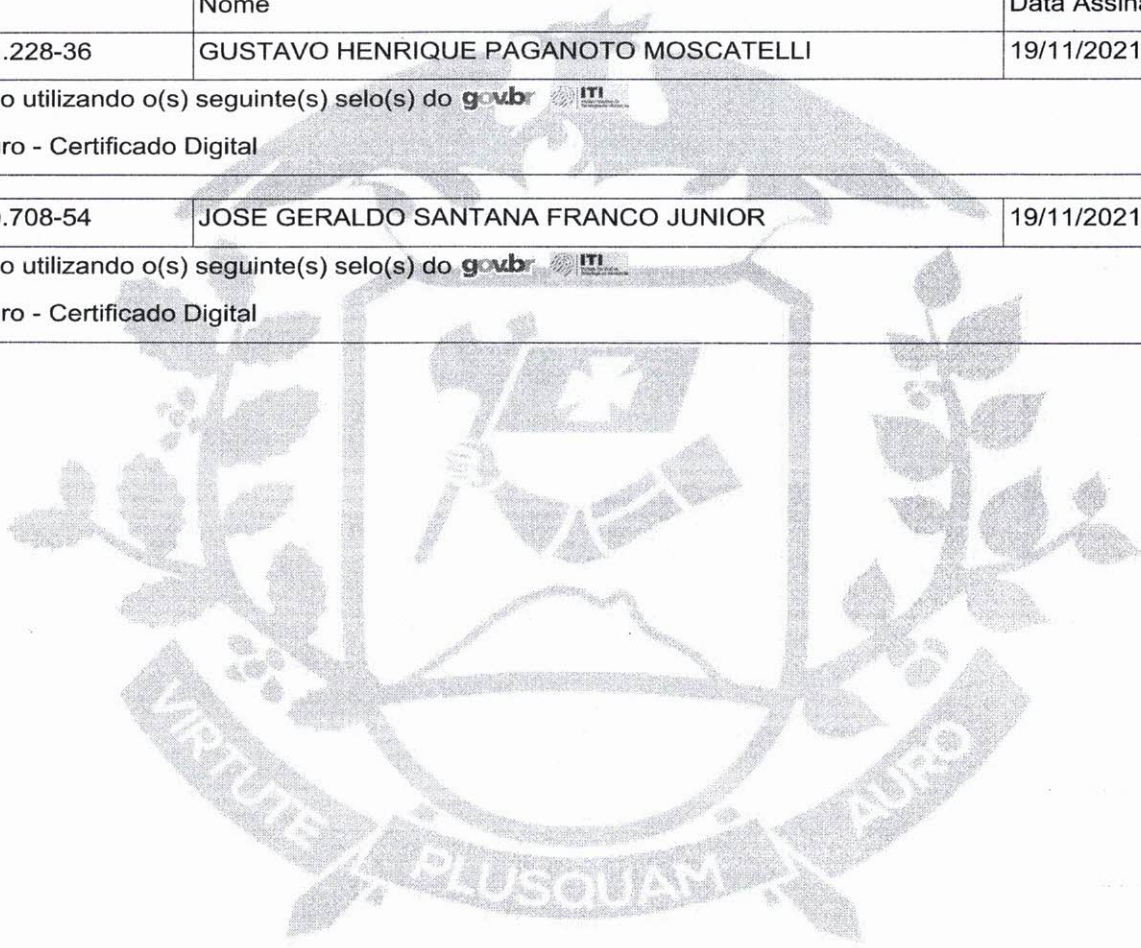 Nome Data Assina
.228-36 GUSTAVO HENRIQUE PAGANOTO MOSCATELLI 19/11/2021
o utilizando o(s) seguinte(s) selo(s) do gov.br ITI
ro - Certificado Digital
.708-54 JOSE GERALDO SANTANA FRANCO JUNIOR 19/11/2021
o utilizando o(s) seguinte(s) selo(s) do gov.br ITI
ro - Certificado Digital
VIRTUTE PLUSQUAM AURO